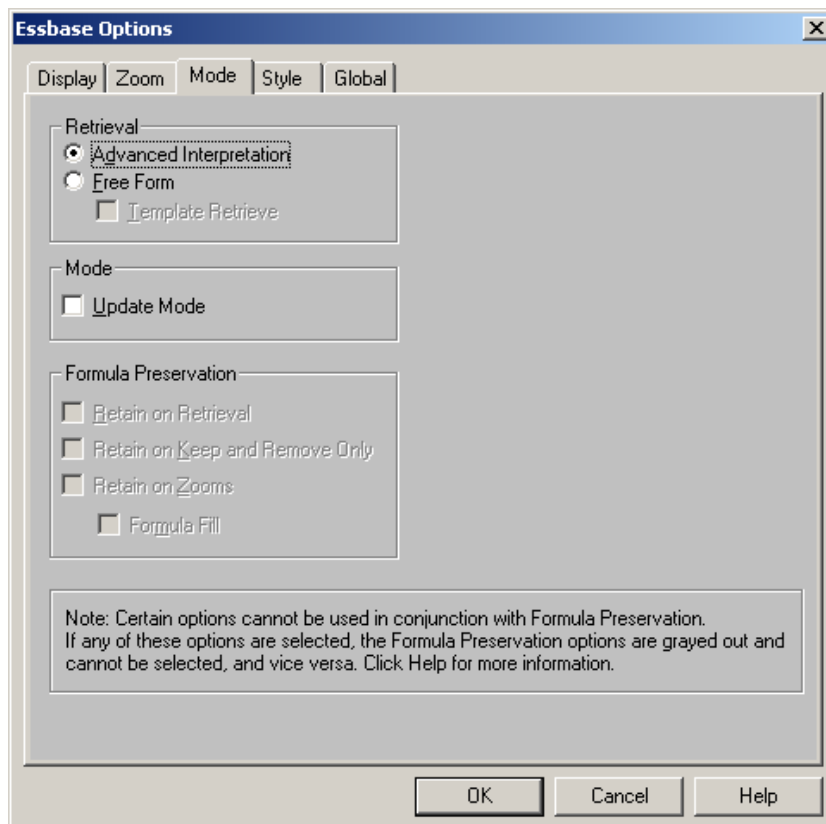 Essbase Options
Display Zoom Mode Style Global
Retrieval
Advanced Interpretation
Free Form
Template Retrieve
Mode
Update Mode
Formula Preservation
Retain on Retrieval
Retain on Keep and Remove Only
Retain on Zooms
Formula Fill
Note: Certain options cannot be used in conjunction with Formula Preservation.
If any of these options are selected, the Formula Preservation options are grayed out and
cannot be selected, and vice versa. Click Help for more information.
OK Cancel Help